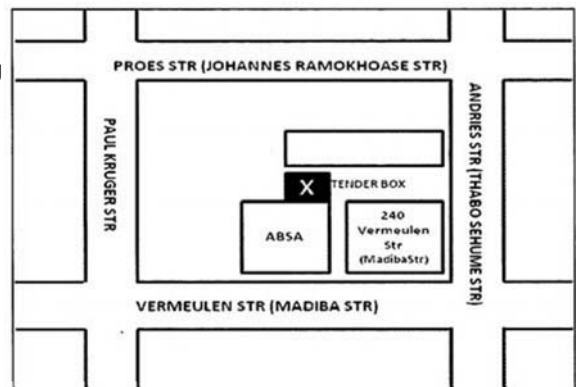 PROES STR (JOHANNES RAMOKHOASE STR)
PAUL KRUGER STR
ANDRIES STR (THABO SEHUME STR)
X
TENDER BOX
ABSA
240
Vermeulen
Str
(MadibaStr)
VERMEULEN STR (MADIBA STR)